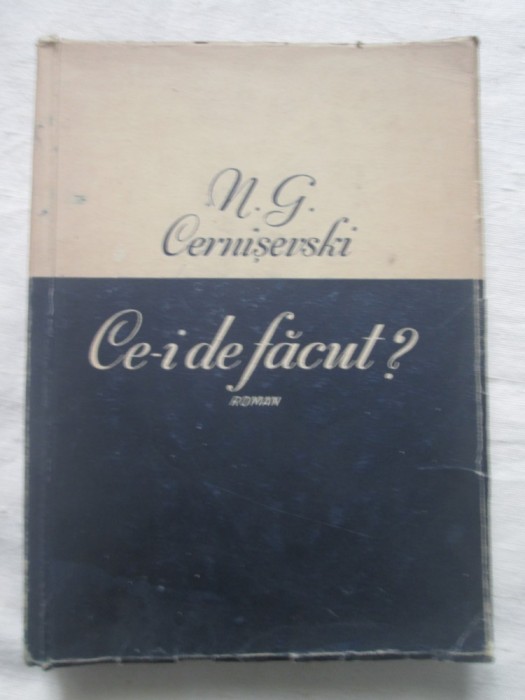 N. G.
Cernișevski
Ce-i de făcut?
ROMAN